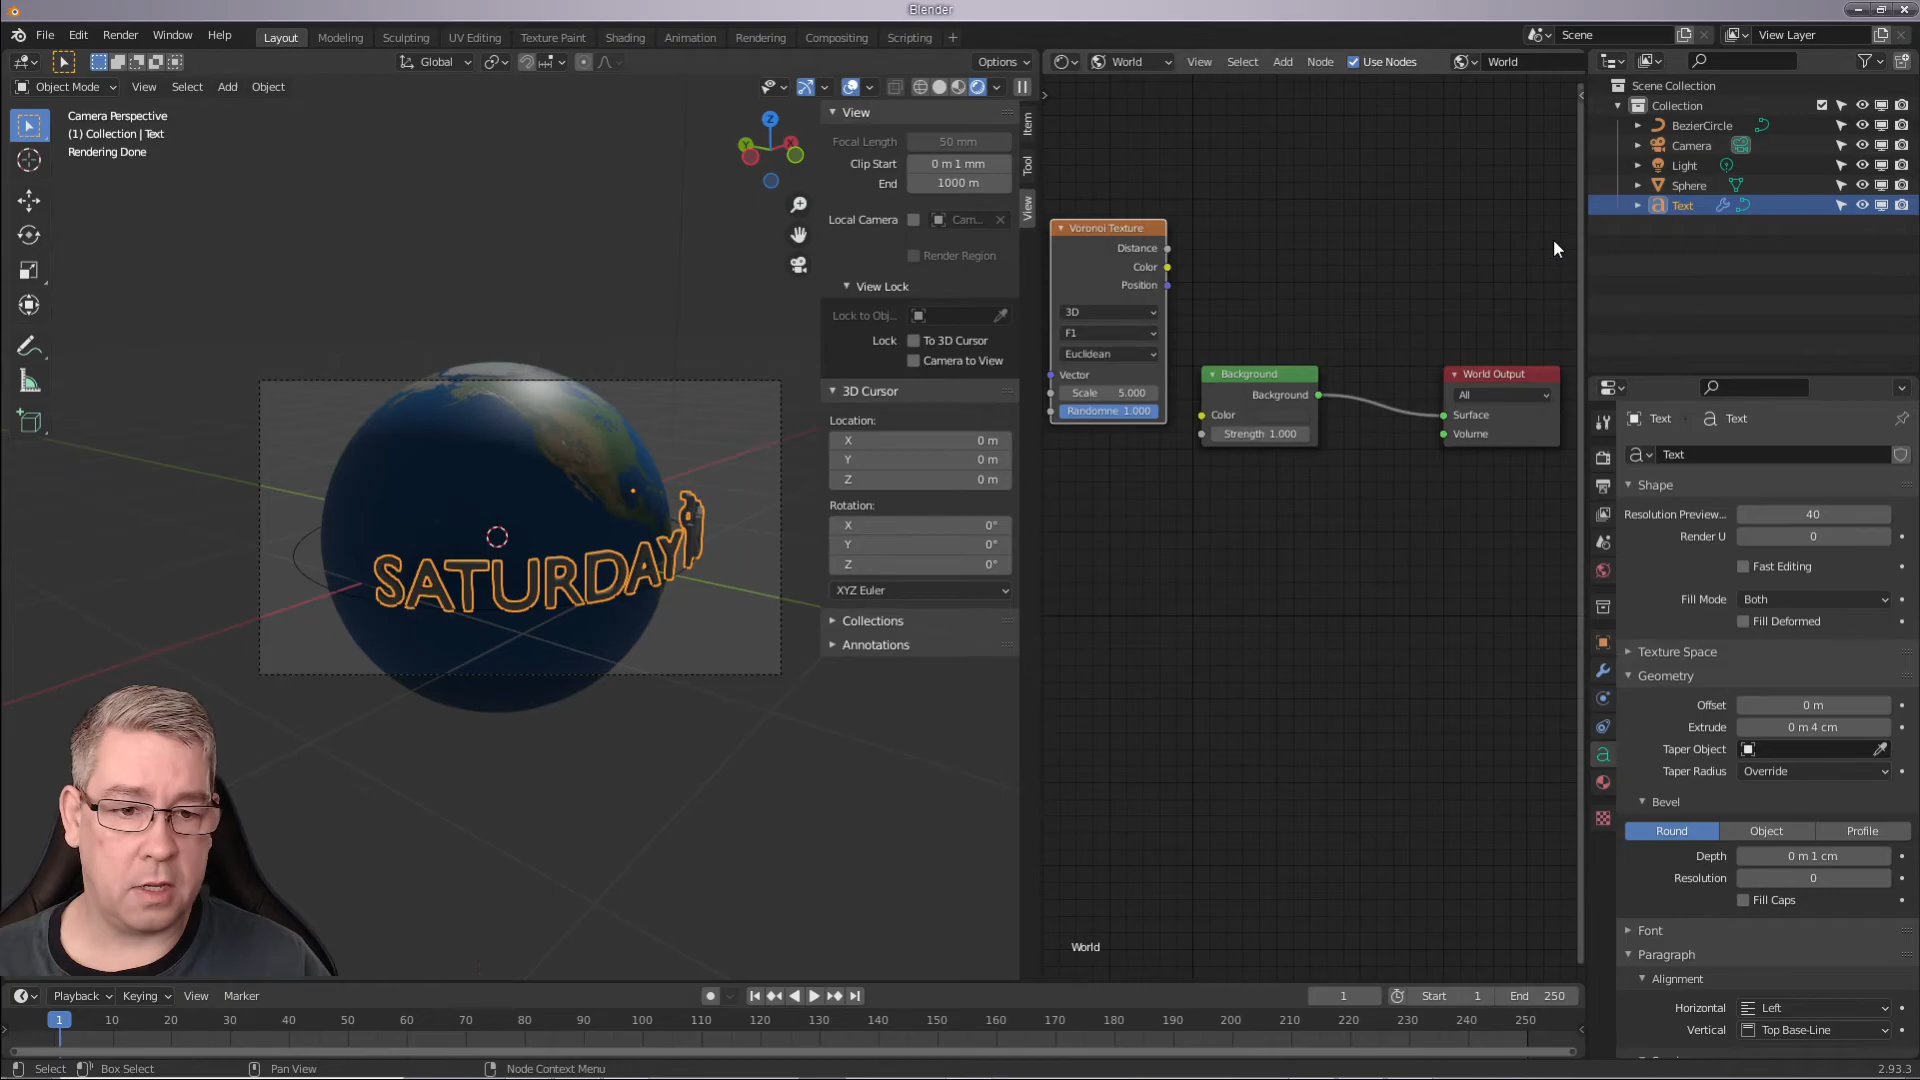 Blender
File Edit Render Window Help
Layout Modeling Sculpting UV Editing Texture Paint Shading Animation Rendering Compositing Scripting +
Scene
View Layer
Global
Options
World View Select Add Node Use Nodes
World
Object Mode View Select Add Object
Camera Perspective
(1) Collection | Text
Rendering Done
Z
Y
X
View
Focal Length 50 mm
Clip Start 0 m 1 mm
End 1000 m
Local Camera Cam...
Render Region
View Lock
Lock to Obj...
Lock To 3D Cursor
Camera to View
3D Cursor
Location:
X 0 m
Y 0 m
Z 0 m
Rotation:
X 0°
Y 0°
Z 0°
XYZ Euler
Collections
Annotations
Item
Tool
View
SATURDAY
Voronoi Texture
Distance
Color
Position
3D
F1
Euclidean
Vector
Scale 5.000
Randomne 1.000
Background
Background
Color
Strength 1.000
World Output
All
Surface
Volume
World
Scene Collection
Collection
BezierCircle
Camera
Light
Sphere
Text
Text Text
Text
Shape
Resolution Preview... 40
Render U 0
Fast Editing
Fill Mode Both
Fill Deformed
Texture Space
Geometry
Offset 0 m
Extrude 0 m 4 cm
Taper Object
Taper Radius Override
Bevel
Round Object Profile
Depth 0 m 1 cm
Resolution 0
Fill Caps
Font
Paragraph
Alignment
Horizontal Left
Vertical Top Base-Line
Playback Keying View Marker
1 Start 1 End 250
1 10 20 30 40 50 60 70 80 90 100 110 120 130 140 150 160 170 180 190 200 210 220 230 240 250
Select Box Select Pan View Node Context Menu 2.93.3